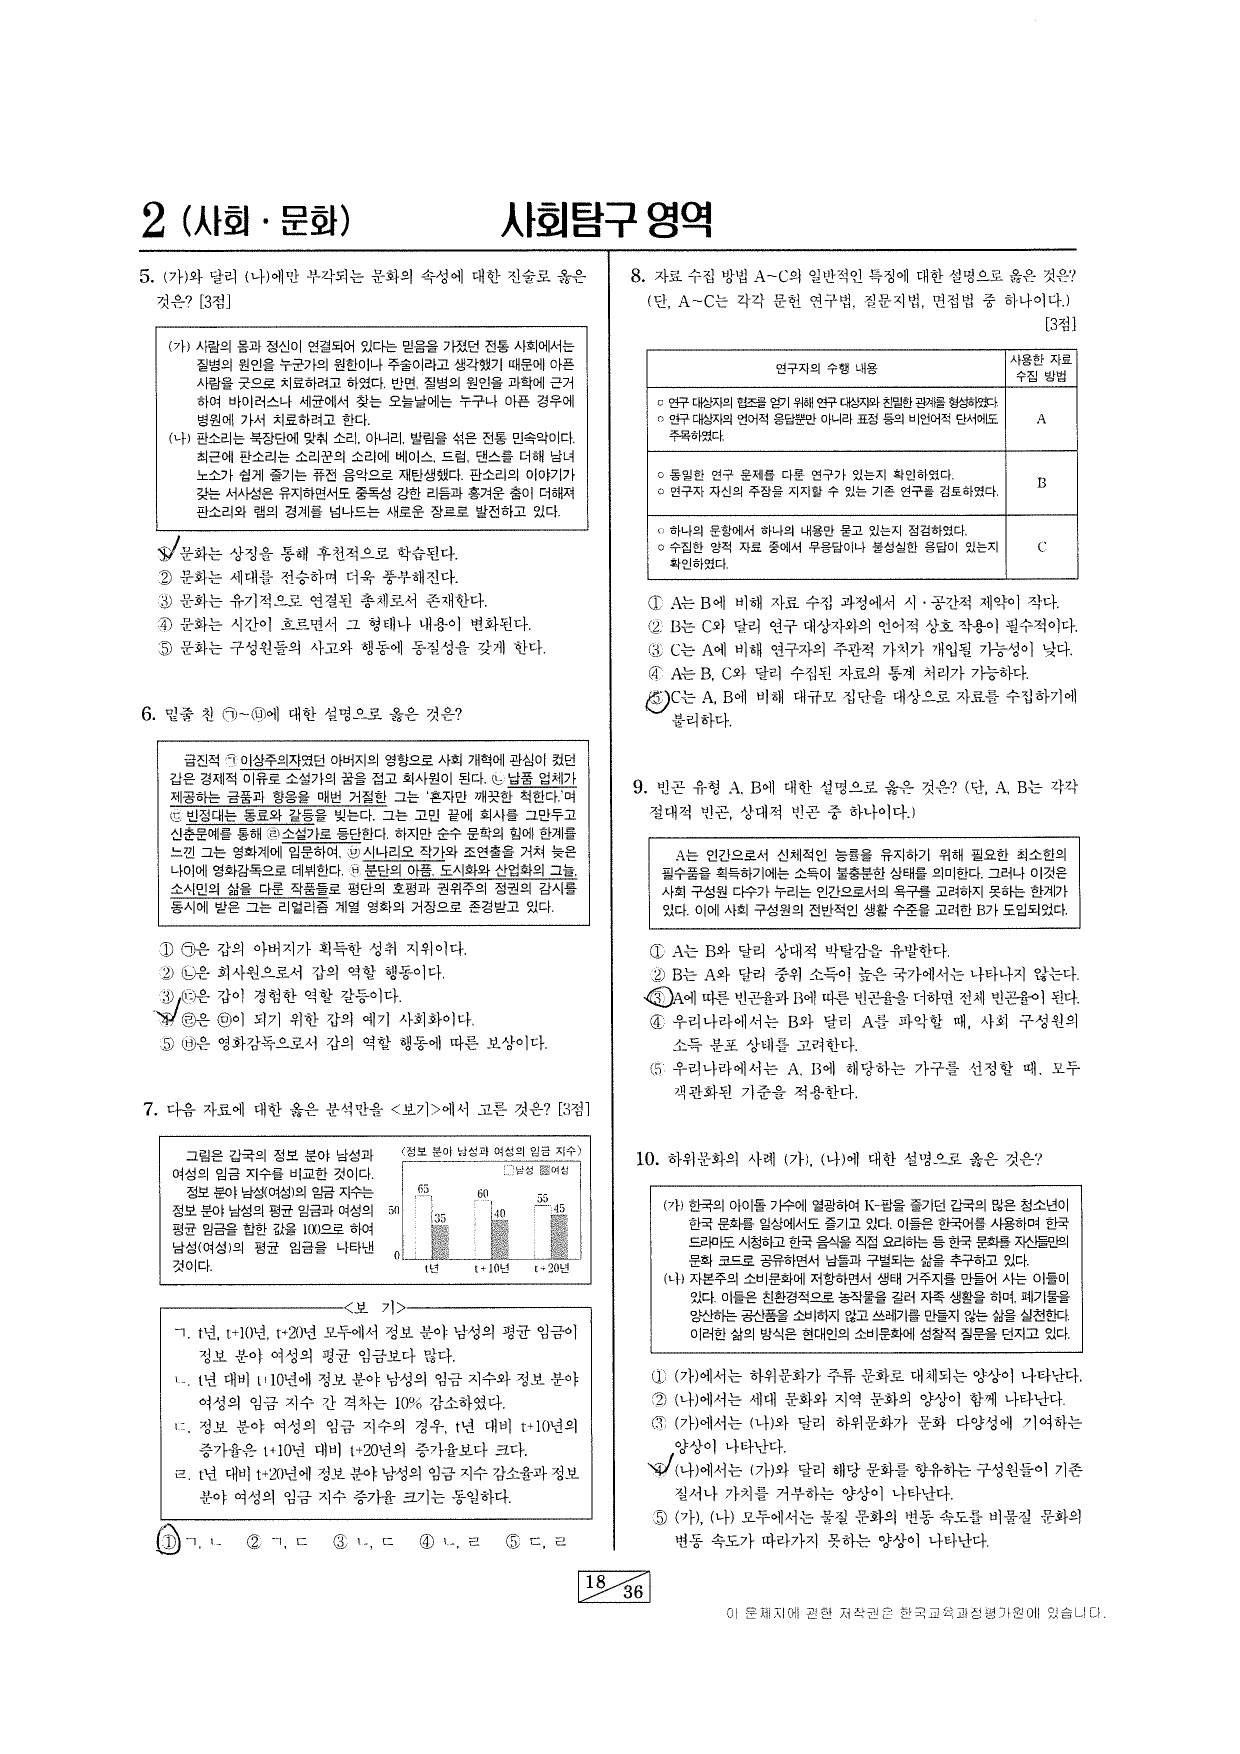 2 (사회 · 문화)
사회탐구 영역
5. (가)와 달리 (나)에만 부각되는 문화의 속성에 대한 진술로 옳은
것은? [3점]
(가) 사람의 몸과 정신이 연결되어 있다는 믿음을 가졌던 전통 사회에서는
질병의 원인을 누군가의 원한이나 주술이라고 생각했기 때문에 아픈
사람을 굿으로 치료하려고 하였다. 반면, 질병의 원인을 과학에 근거
하여 바이러스나 세균에서 찾는 오늘날에는 누구나 아픈 경우에
병원에 가서 치료하려고 한다.
(나) 판소리는 북장단에 맞춰 소리, 아니리, 발림을 섞은 전통 민속악이다.
최근에 판소리는 소리꾼의 소리에 베이스, 드럼, 댄스를 더해 남녀
노소가 쉽게 즐기는 퓨전 음악으로 재탄생했다. 판소리의 이야기가
갖는 서사성은 유지하면서도 중독성 강한 리듬과 흥겨운 춤이 더해져
판소리와 랩의 경계를 넘나드는 새로운 장르로 발전하고 있다.
① 문화는 상징을 통해 후천적으로 학습된다.
② 문화는 세대를 전승하며 더욱 풍부해진다.
③ 문화는 유기적으로 연결된 총체로서 존재한다.
④ 문화는 시간이 흐르면서 그 형태나 내용이 변화된다.
⑤ 문화는 구성원들의 사고와 행동에 동질성을 갖게 한다.
6. 밑줄 친 ㉠~㉥에 대한 설명으로 옳은 것은?
급진적 ㉠ 이상주의자였던 아버지의 영향으로 사회 개혁에 관심이 컸던
갑은 경제적 이유로 소설가의 꿈을 접고 회사원이 된다. ㉡ 납품 업체가
제공하는 금품과 향응을 매번 거절한 그는 ‘혼자만 깨끗한 척한다.’며
㉢ 빈정대는 동료와 갈등을 빚는다. 그는 고민 끝에 회사를 그만두고
신춘문예를 통해 ㉣ 소설가로 등단한다. 하지만 순수 문학의 힘에 한계를
느낀 그는 영화계에 입문하여, ㉤ 시나리오 작가와 조연출을 거쳐 늦은
나이에 영화감독으로 데뷔한다. ㉥ 분단의 아픔, 도시화와 산업화의 그늘,
소시민의 삶을 다룬 작품들로 평단의 호평과 권위주의 정권의 감시를
동시에 받은 그는 리얼리즘 계열 영화의 거장으로 존경받고 있다.
① ㉠은 갑의 아버지가 획득한 성취 지위이다.
② ㉡은 회사원으로서 갑의 역할 행동이다.
③ ㉢은 갑이 경험한 역할 갈등이다.
④ ㉣은 ㉤이 되기 위한 갑의 예기 사회화이다.
⑤ ㉥은 영화감독으로서 갑의 역할 행동에 따른 보상이다.
7. 다음 자료에 대한 옳은 분석만을 <보기>에서 고른 것은? [3점]
그림은 갑국의 정보 분야 남성과
여성의 임금 지수를 비교한 것이다.
정보 분야 남성(여성)의 임금 지수는
정보 분야 남성의 평균 임금과 여성의
평균 임금을 합한 값을 100으로 하여
남성(여성)의 평균 임금을 나타낸
것이다.
〈정보 분야 남성과 여성의 임금 지수〉
남성 여성
65 35 60 40 55 45
50
0
t년 t+10년 t+20년
<보 기>
ㄱ. t년, t+10년, t+20년 모두에서 정보 분야 남성의 평균 임금이
정보 분야 여성의 평균 임금보다 많다.
ㄴ. t년 대비 t+10년에 정보 분야 남성의 임금 지수와 정보 분야
여성의 임금 지수 간 격차는 10% 감소하였다.
ㄷ. 정보 분야 여성의 임금 지수의 경우, t년 대비 t+10년의
증가율은 t+10년 대비 t+20년의 증가율보다 크다.
ㄹ. t년 대비 t+20년에 정보 분야 남성의 임금 지수 감소율과 정보
분야 여성의 임금 지수 증가율 크기는 동일하다.
① ㄱ, ㄴ ② ㄱ, ㄷ ③ ㄴ, ㄷ ④ ㄴ, ㄹ ⑤ ㄷ, ㄹ
8. 자료 수집 방법 A~C의 일반적인 특징에 대한 설명으로 옳은 것은?
(단, A~C는 각각 문헌 연구법, 질문지법, 면접법 중 하나이다.)
[3점]
연구자의 수행 내용
사용한 자료
수집 방법
○ 연구 대상자의 협조를 얻기 위해 연구 대상자와 친밀한 관계를 형성하였다.
○ 연구 대상자의 언어적 응답뿐만 아니라 표정 등의 비언어적 단서에도
주목하였다.
A
○ 동일한 연구 문제를 다룬 연구가 있는지 확인하였다.
○ 연구자 자신의 주장을 지지할 수 있는 기존 연구를 검토하였다.
B
○ 하나의 문항에서 하나의 내용만 묻고 있는지 점검하였다.
○ 수집한 양적 자료 중에서 무응답이나 불성실한 응답이 있는지
확인하였다.
C
① A는 B에 비해 자료 수집 과정에서 시 · 공간적 제약이 작다.
② B는 C와 달리 연구 대상자와의 언어적 상호 작용이 필수적이다.
③ C는 A에 비해 연구자의 주관적 가치가 개입될 가능성이 낮다.
④ A는 B, C와 달리 수집된 자료의 통계 처리가 가능하다.
⑤ C는 A, B에 비해 대규모 집단을 대상으로 자료를 수집하기에
불리하다.
9. 빈곤 유형 A, B에 대한 설명으로 옳은 것은? (단, A, B는 각각
절대적 빈곤, 상대적 빈곤 중 하나이다.)
A는 인간으로서 신체적인 능률을 유지하기 위해 필요한 최소한의
필수품을 획득하기에는 소득이 불충분한 상태를 의미한다. 그러나 이것은
사회 구성원 다수가 누리는 인간으로서의 욕구를 고려하지 못하는 한계가
있다. 이에 사회 구성원의 전반적인 생활 수준을 고려한 B가 도입되었다.
① A는 B와 달리 상대적 박탈감을 유발한다.
② B는 A와 달리 중위 소득이 높은 국가에서는 나타나지 않는다.
③ A에 따른 빈곤율과 B에 따른 빈곤율을 더하면 전체 빈곤율이 된다.
④ 우리나라에서는 B와 달리 A를 파악할 때, 사회 구성원의
소득 분포 상태를 고려한다.
⑤ 우리나라에서는 A, B에 해당하는 가구를 선정할 때, 모두
객관화된 기준을 적용한다.
10. 하위문화의 사례 (가), (나)에 대한 설명으로 옳은 것은?
(가) 한국의 아이돌 가수에 열광하여 K-팝을 즐기던 갑국의 많은 청소년이
한국 문화를 일상에서도 즐기고 있다. 이들은 한국어를 사용하며 한국
드라마도 시청하고 한국 음식을 직접 요리하는 등 한국 문화를 자신들만의
문화 코드로 공유하면서 남들과 구별되는 삶을 추구하고 있다.
(나) 자본주의 소비문화에 저항하면서 생태 거주지를 만들어 사는 이들이
있다. 이들은 친환경적으로 농작물을 길러 자족 생활을 하며, 폐기물을
양산하는 공산품을 소비하지 않고 쓰레기를 만들지 않는 삶을 실천한다.
이러한 삶의 방식은 현대인의 소비문화에 성찰적 질문을 던지고 있다.
① (가)에서는 하위문화가 주류 문화로 대체되는 양상이 나타난다.
② (나)에서는 세대 문화와 지역 문화의 양상이 함께 나타난다.
③ (가)에서는 (나)와 달리 하위문화가 문화 다양성에 기여하는
양상이 나타난다.
④ (나)에서는 (가)와 달리 해당 문화를 향유하는 구성원들이 기존
질서나 가치를 거부하는 양상이 나타난다.
⑤ (가), (나) 모두에서는 물질 문화의 변동 속도를 비물질 문화의
변동 속도가 따라가지 못하는 양상이 나타난다.
18 36
이 문제지에 관한 저작권은 한국교육과정평가원에 있습니다.